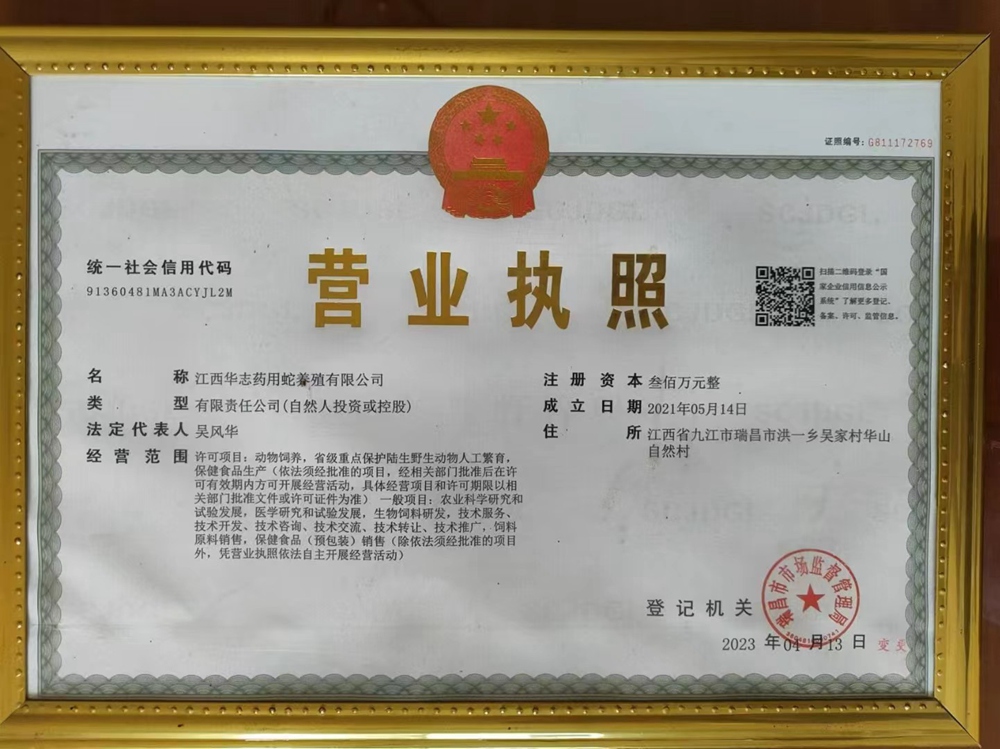 证照编号：G811172769
统一社会信用代码
91360481MA3ACYJL2M
营业执照
扫描二维码登录“国
家企业信用信息公示
系统”了解更多登记、
备案、许可、监管信息。
名称 江西华志药用蛇养殖有限公司
类型 有限责任公司(自然人投资或控股)
法定代表人 吴风华
经营范围 许可项目：动物饲养，省级重点保护陆生野生动物人工繁育，
保健食品生产（依法须经批准的项目，经相关部门批准后在许
可有效期内方可开展经营活动，具体经营项目和许可期限以相
关部门批准文件或许可证件为准） 一般项目：农业科学研究和
试验发展，医学研究和试验发展，生物饲料研发，技术服务、
技术开发、技术咨询、技术交流、技术转让、技术推广，饲料
原料销售，保健食品（预包装）销售（除依法须经批准的项目
外，凭营业执照依法自主开展经营活动）
注册资本 叁佰万元整
成立日期 2021年05月14日
住所 江西省九江市瑞昌市洪一乡吴家村华山
自然村
登记机关
瑞昌市市场监督管理局
2023 年 04 月 13 日
变更